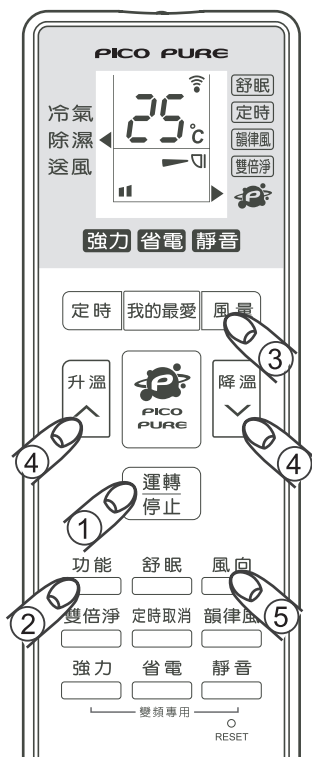 PICO PURE
冷氣
除濕
送風
25°C
舒眠
定時
韻律風
雙倍淨
P
強力 省電 靜音
定時 我的最愛 風量
③
升溫
P
PICO
PURE
降溫
④
④
運轉
停止
①
功能 舒眠 風向
②
⑤
雙倍淨 定時取消 韻律風
強力 省電 靜音
變頻專用
RESET